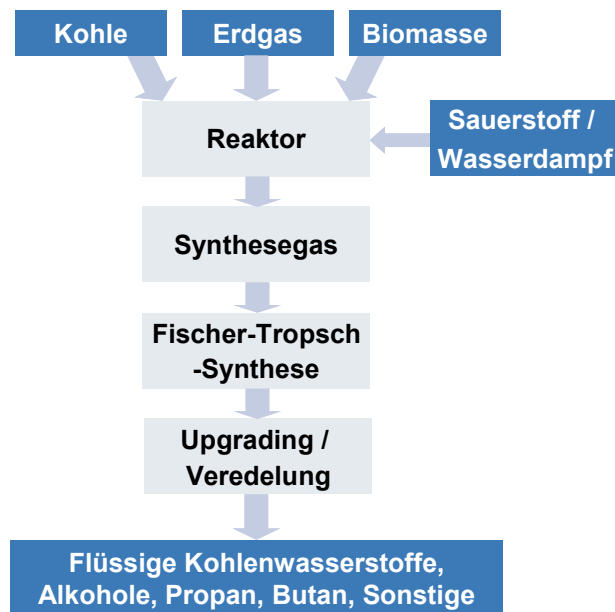 Kohle
Erdgas
Biomasse
Reaktor
Sauerstoff /
Wasserdampf
Synthesegas
Fischer-Tropsch
-Synthese
Upgrading /
Veredelung
Flüssige Kohlenwasserstoffe,
Alkohole, Propan, Butan, Sonstige